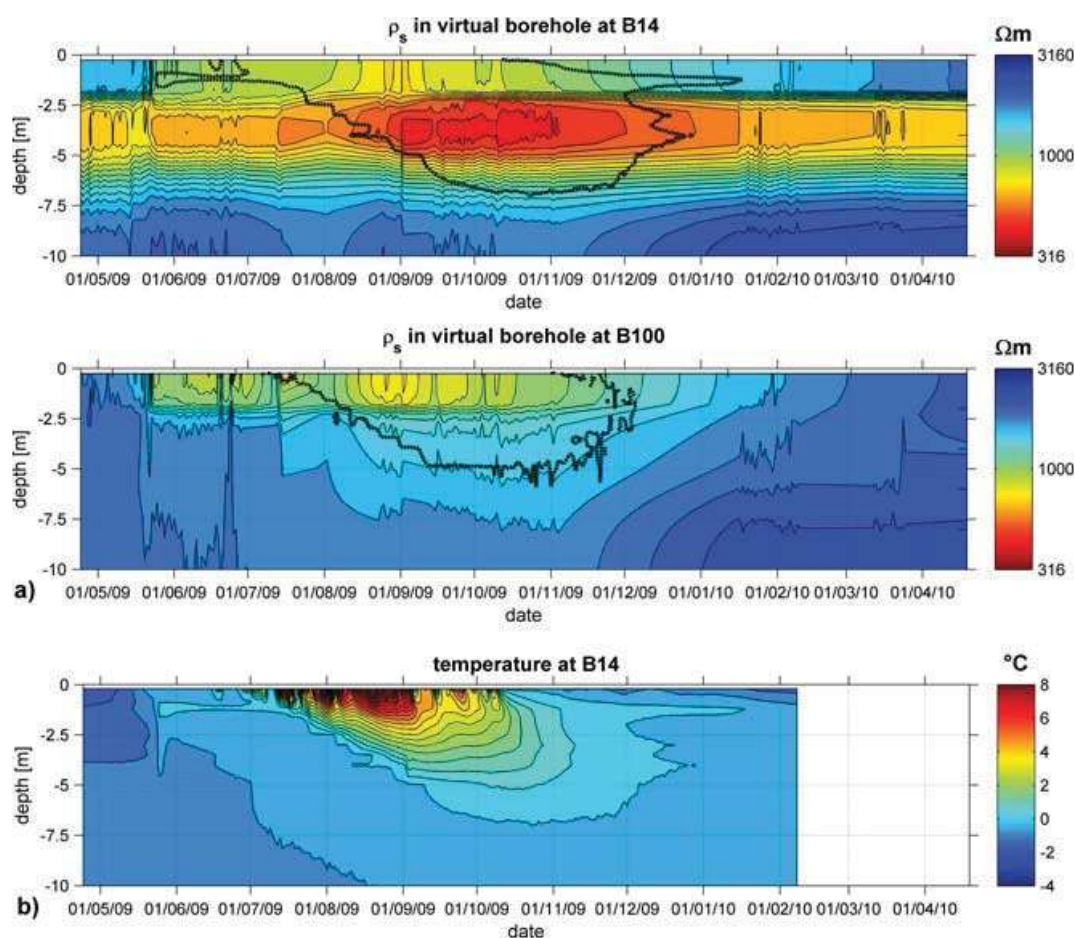 ρs in virtual borehole at B14
Ωm
0
-2.5
-5
-7.5
-10
depth [m]
3160
1000
316
01/05/09 01/06/09 01/07/09 01/08/09 01/09/09 01/10/09 01/11/09 01/12/09 01/01/10 01/02/10 01/03/10 01/04/10
date
ρs in virtual borehole at B100
Ωm
0
-2.5
-5
-7.5
-10
depth [m]
3160
1000
316
a)
01/05/09 01/06/09 01/07/09 01/08/09 01/09/09 01/10/09 01/11/09 01/12/09 01/01/10 01/02/10 01/03/10 01/04/10
date
temperature at B14
°C
0
-2.5
-5
-7.5
-10
depth [m]
8
6
4
2
0
-2
-4
b)
01/05/09 01/06/09 01/07/09 01/08/09 01/09/09 01/10/09 01/11/09 01/12/09 01/01/10 01/02/10 01/03/10 01/04/10
date